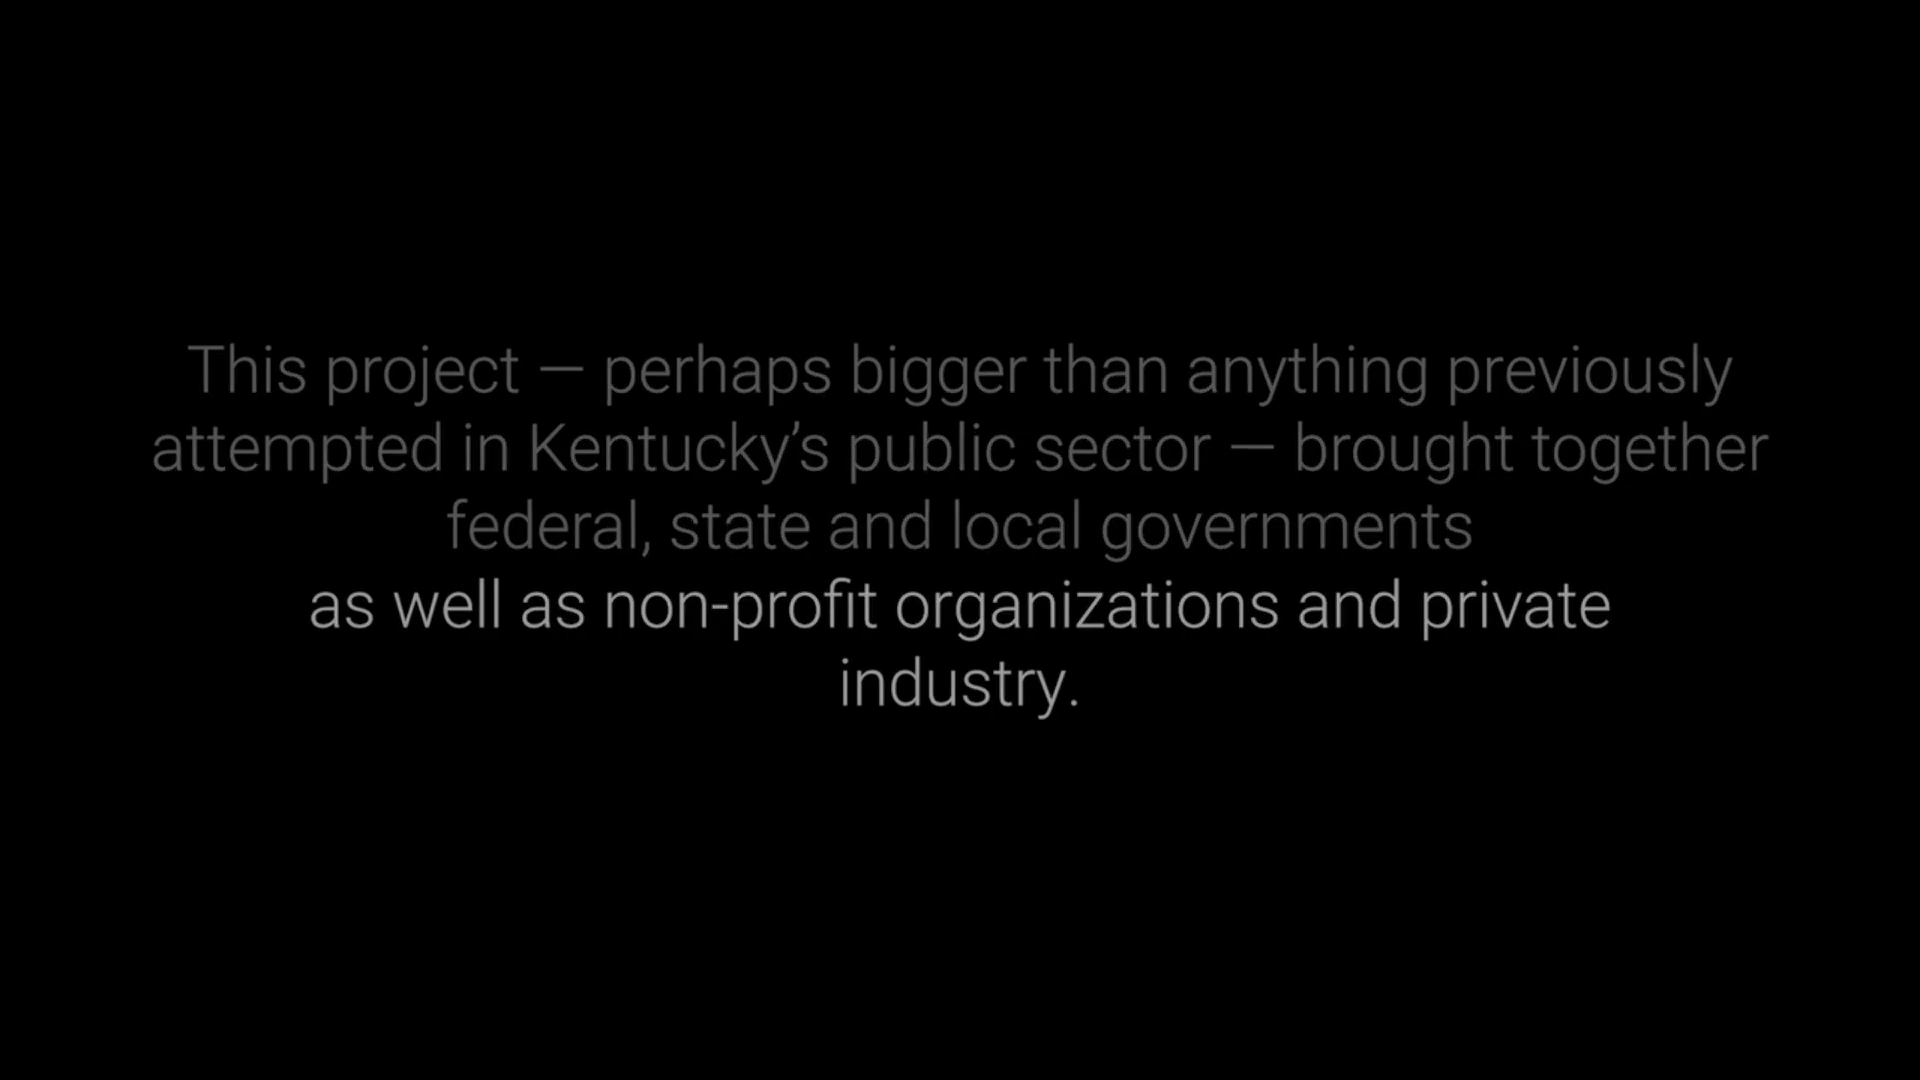 This project — perhaps bigger than anything previously
attempted in Kentucky’s public sector — brought together
federal, state and local governments
as well as non-profit organizations and private
industry.